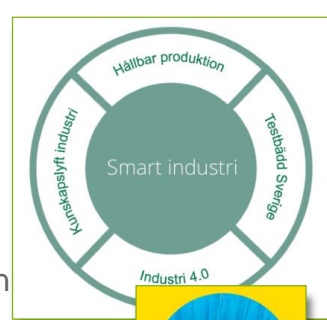 Hållbar produktion
Kunskapslyft industri
Smart industri
Testbädd Sverige
Industri 4.0